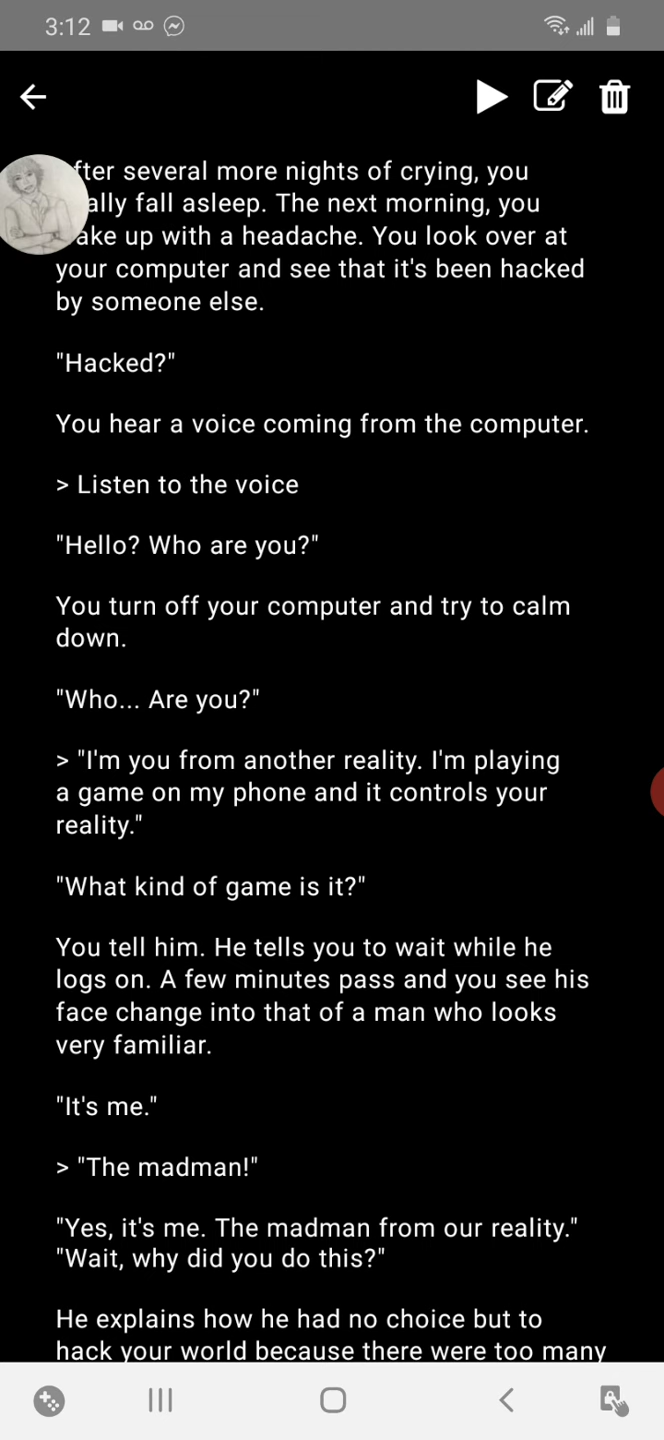 3:12
fter several more nights of crying, you
ally fall asleep. The next morning, you
ake up with a headache. You look over at
your computer and see that it's been hacked
by someone else.
"Hacked?"
You hear a voice coming from the computer.
> Listen to the voice
"Hello? Who are you?"
You turn off your computer and try to calm
down.
"Who... Are you?"
> "I'm you from another reality. I'm playing
a game on my phone and it controls your
reality."
"What kind of game is it?"
You tell him. He tells you to wait while he
logs on. A few minutes pass and you see his
face change into that of a man who looks
very familiar.
"It's me."
> "The madman!"
"Yes, it's me. The madman from our reality."
"Wait, why did you do this?"
He explains how he had no choice but to
hack your world because there were too many